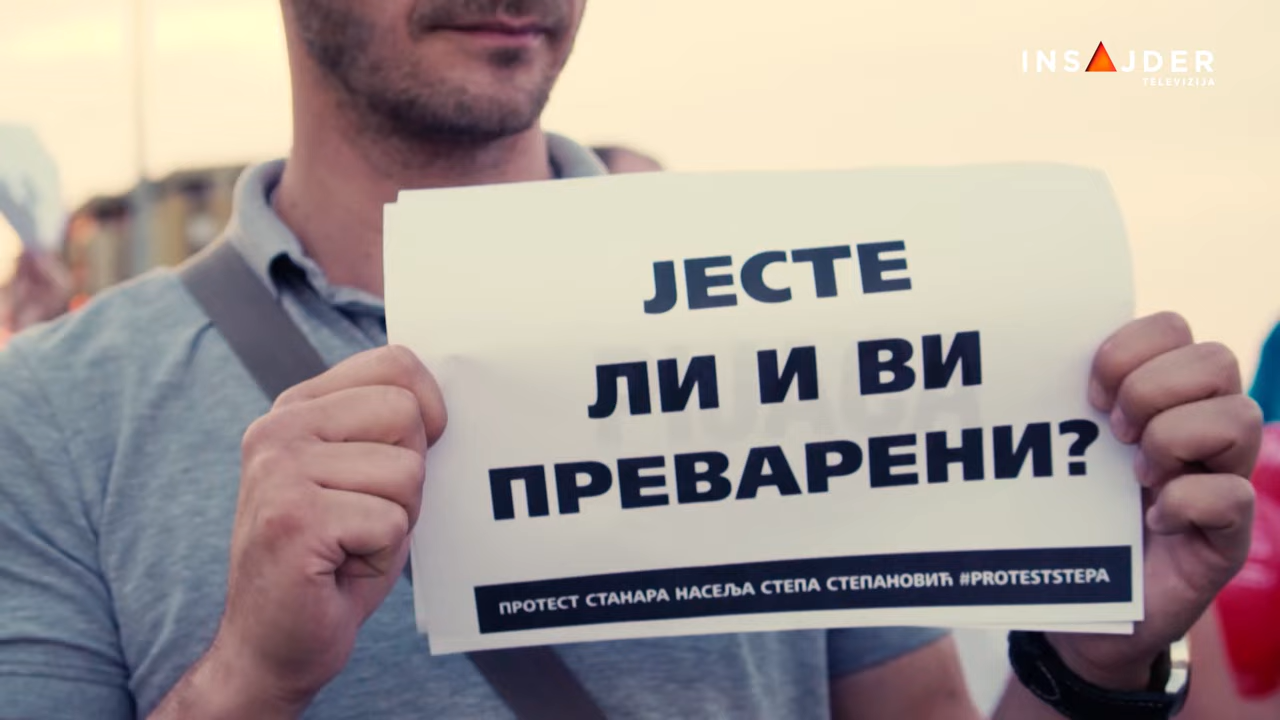 INSAJDER
TELEVIZIJA
ЈЕСТЕ
ЛИ И ВИ
ПРЕВАРЕНИ?
ПРОТЕСТ СТАНАРА НАСЕЉА СТЕПА СТЕПАНОВИЋ #PROTESTSTEPA